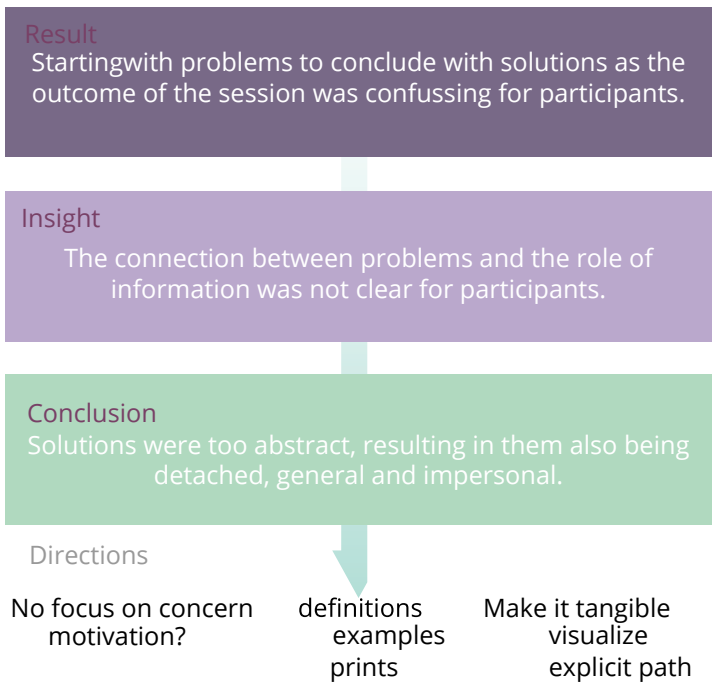 Result
Startingwith problems to conclude with solutions as the
outcome of the session was confussing for participants.
Insight
The connection between problems and the role of
information was not clear for participants.
Conclusion
Solutions were too abstract, resulting in them also being
detached, general and impersonal.
Directions
No focus on concern
motivation?
definitions
examples
prints
Make it tangible
visualize
explicit path